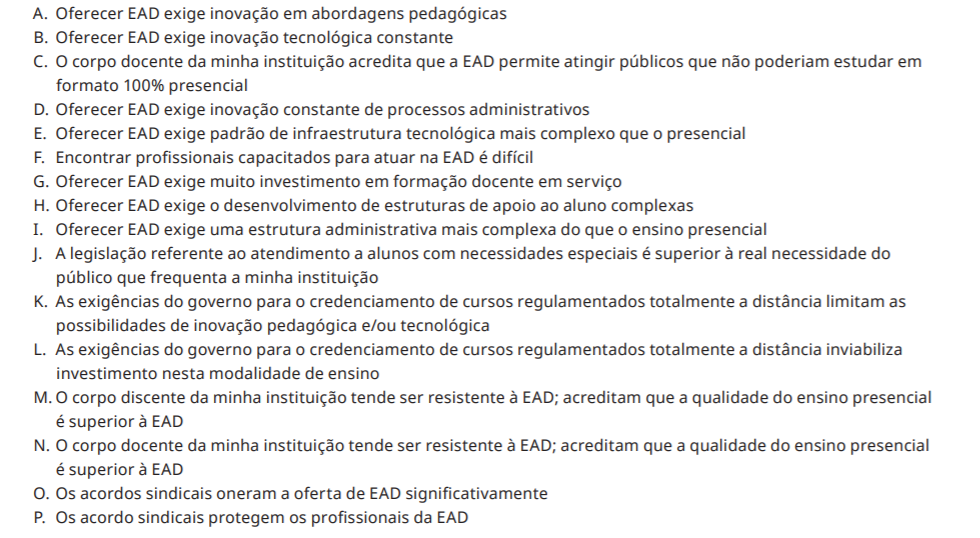 A. Oferecer EAD exige inovação em abordagens pedagógicas
B. Oferecer EAD exige inovação tecnológica constante
C. O corpo docente da minha instituição acredita que a EAD permite atingir públicos que não poderiam estudar em
formato 100% presencial
D. Oferecer EAD exige inovação constante de processos administrativos
E. Oferecer EAD exige padrão de infraestrutura tecnológica mais complexo que o presencial
F. Encontrar profissionais capacitados para atuar na EAD é difícil
G. Oferecer EAD exige muito investimento em formação docente em serviço
H. Oferecer EAD exige o desenvolvimento de estruturas de apoio ao aluno complexas
I. Oferecer EAD exige uma estrutura administrativa mais complexa do que o ensino presencial
J. A legislação referente ao atendimento a alunos com necessidades especiais é superior à real necessidade do
público que frequenta a minha instituição
K. As exigências do governo para o credenciamento de cursos regulamentados totalmente a distância limitam as
possibilidades de inovação pedagógica e/ou tecnológica
L. As exigências do governo para o credenciamento de cursos regulamentados totalmente a distância inviabiliza
investimento nesta modalidade de ensino
M. O corpo discente da minha instituição tende ser resistente à EAD; acreditam que a qualidade do ensino presencial
é superior à EAD
N. O corpo docente da minha instituição tende ser resistente à EAD; acreditam que a qualidade do ensino presencial
é superior à EAD
O. Os acordos sindicais oneram a oferta de EAD significativamente
P. Os acordo sindicais protegem os profissionais da EAD